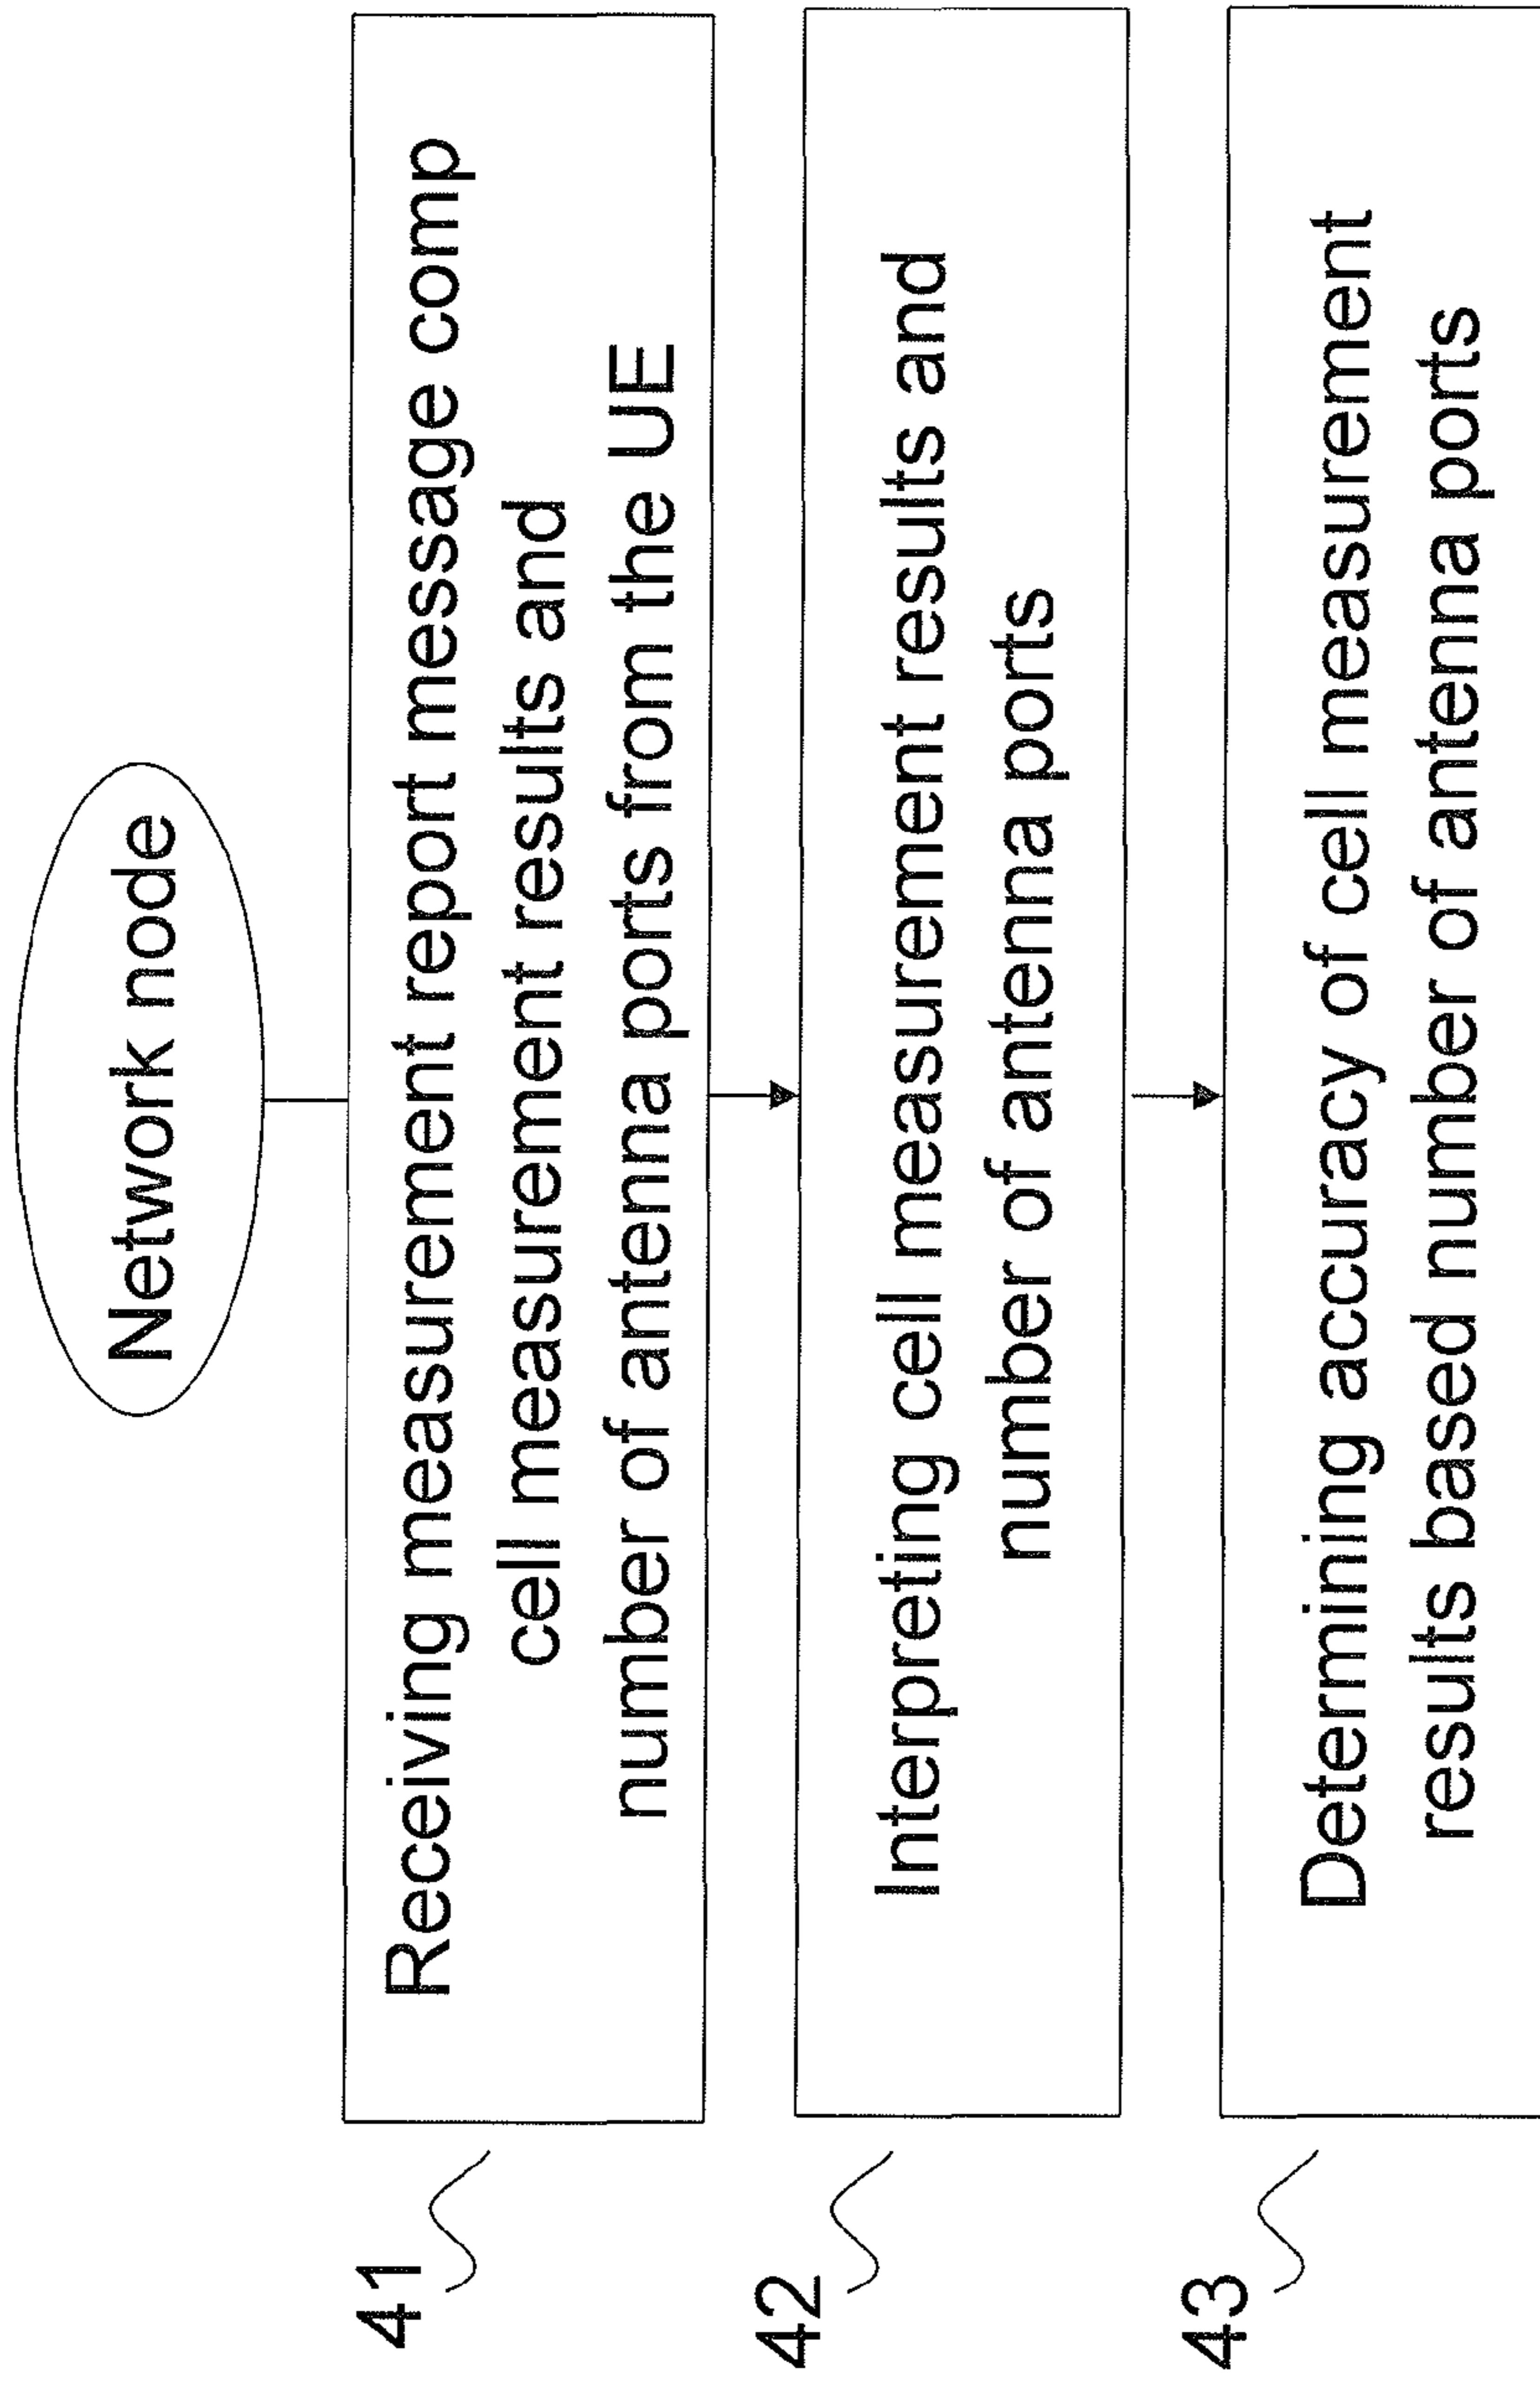 Network node
41
Receiving measurement report message comp
cell measurement results and
number of antenna ports from the UE
42
Interpreting cell measurement results and
number of antenna ports
43
Determining accuracy of cell measurement
results based number of antenna ports